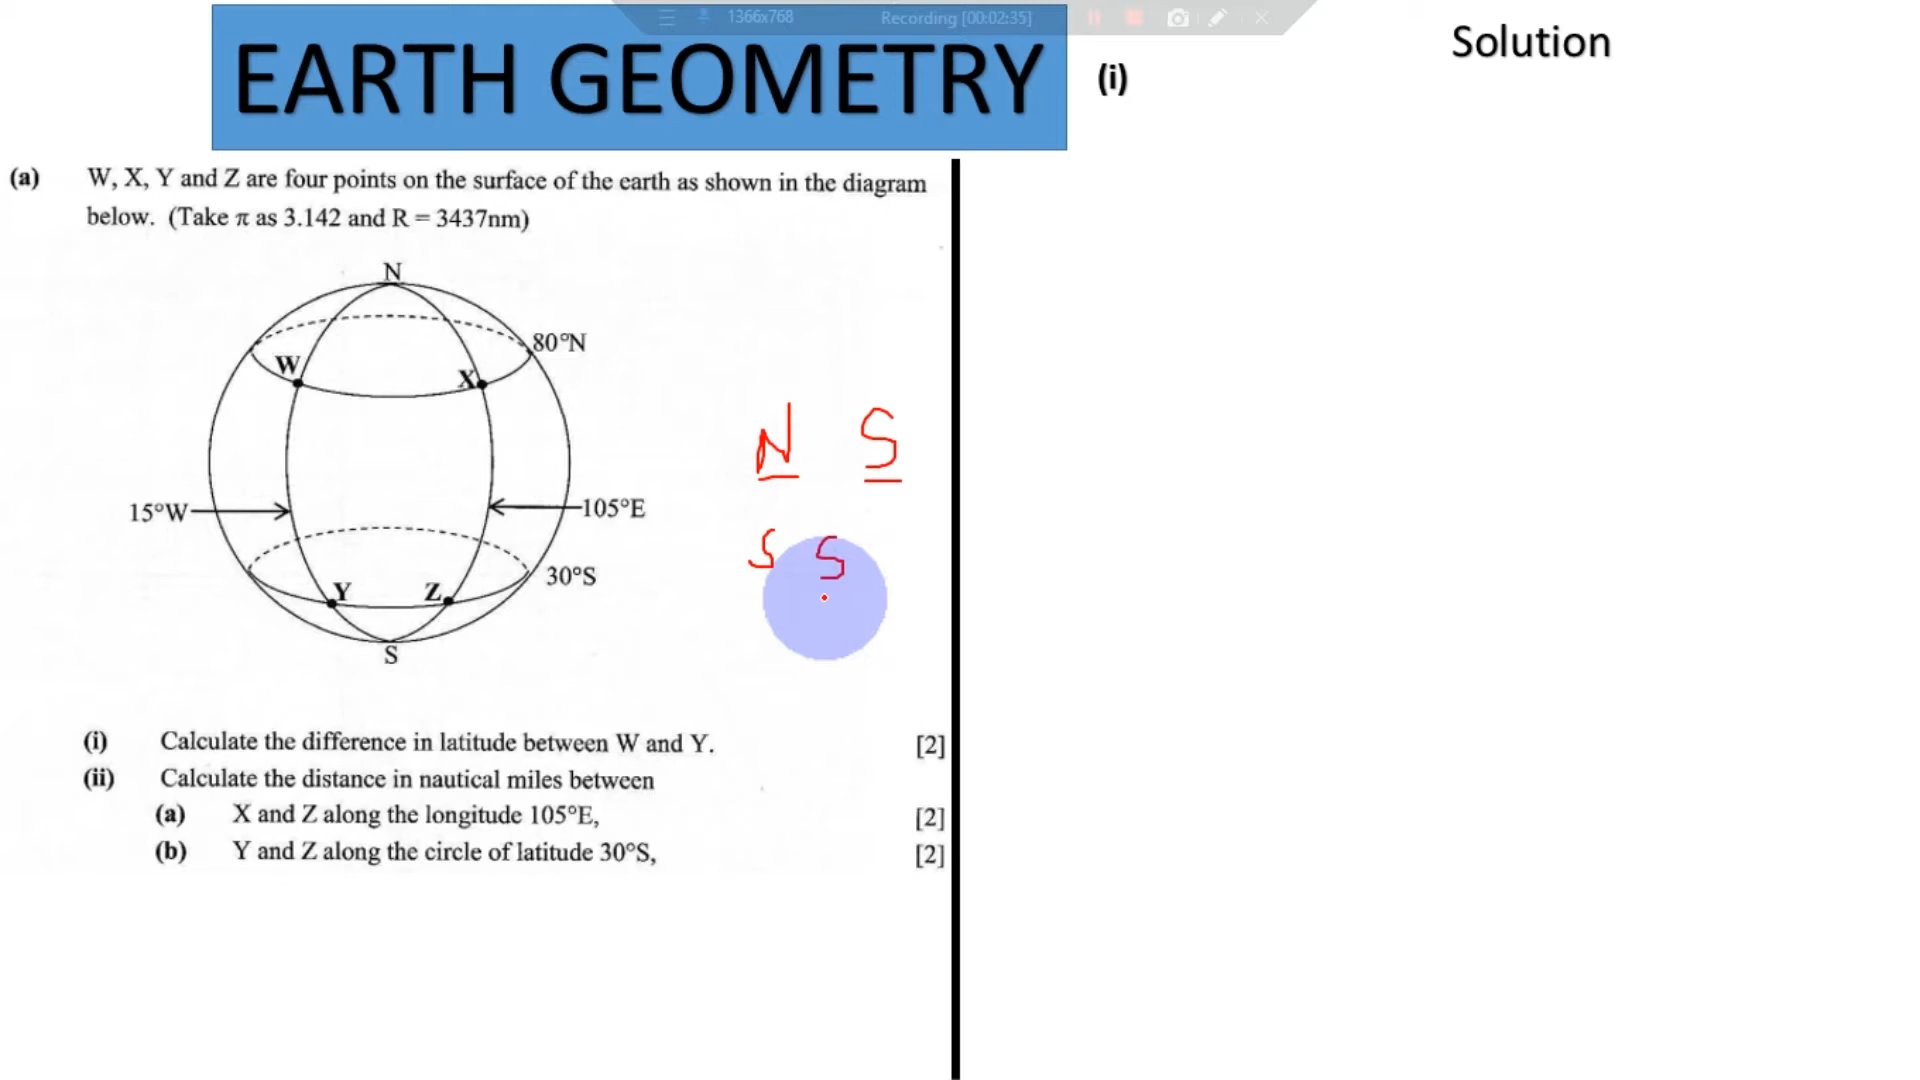 1366x768 Recording [00:02:35]
EARTH GEOMETRY
Solution
(i)
(a) W, X, Y and Z are four points on the surface of the earth as shown in the diagram
below. (Take π as 3.142 and R = 3437nm)
N
80°N
W
X
N S
15°W
105°E
S S
30°S
Y
Z
S
(i) Calculate the difference in latitude between W and Y. [2]
(ii) Calculate the distance in nautical miles between
(a) X and Z along the longitude 105°E, [2]
(b) Y and Z along the circle of latitude 30°S, [2]